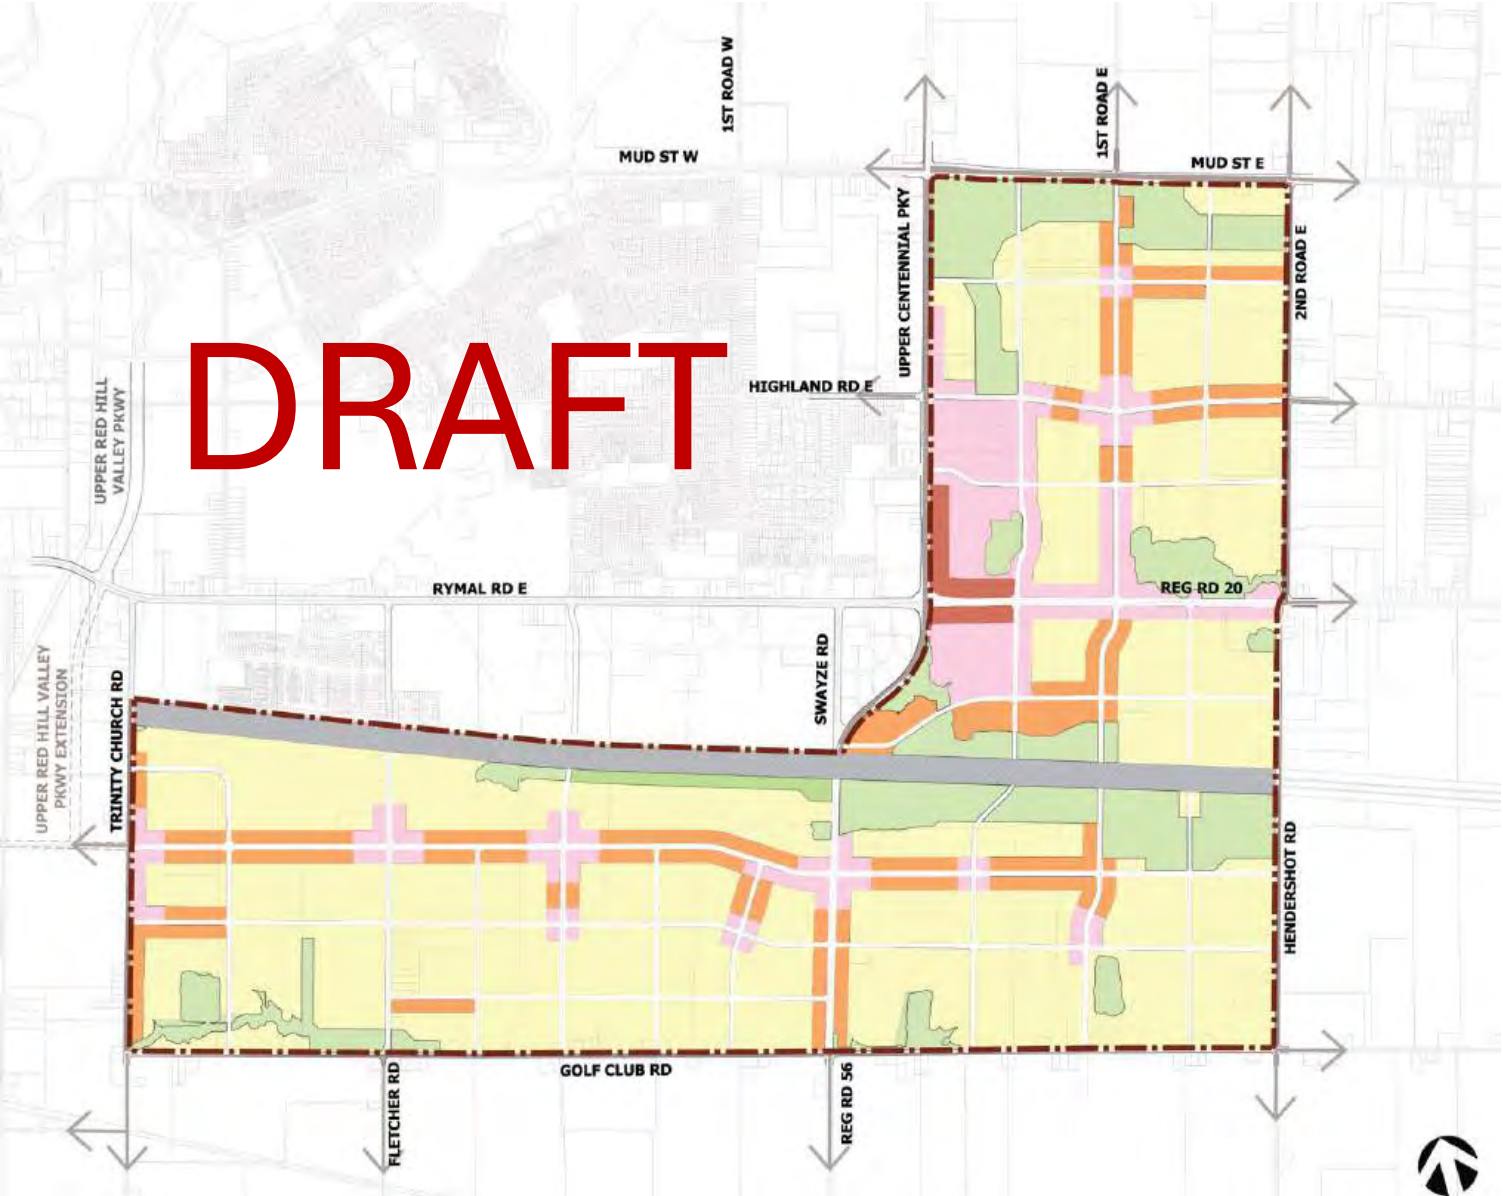 1ST ROAD W
1ST ROAD E
MUD ST W
MUD ST E
UPPER CENTENNIAL PKY
2ND ROAD E
DRAFT
HIGHLAND RD E
UPPER RED HILL
VALLEY PKWY
RYMAL RD E
REG RD 20
SWAYZE RD
UPPER RED HILL VALLEY
PKWY EXTENSION
TRINITY CHURCH RD
HENDERSHOT RD
GOLF CLUB RD
FLETCHER RD
REG RD 56